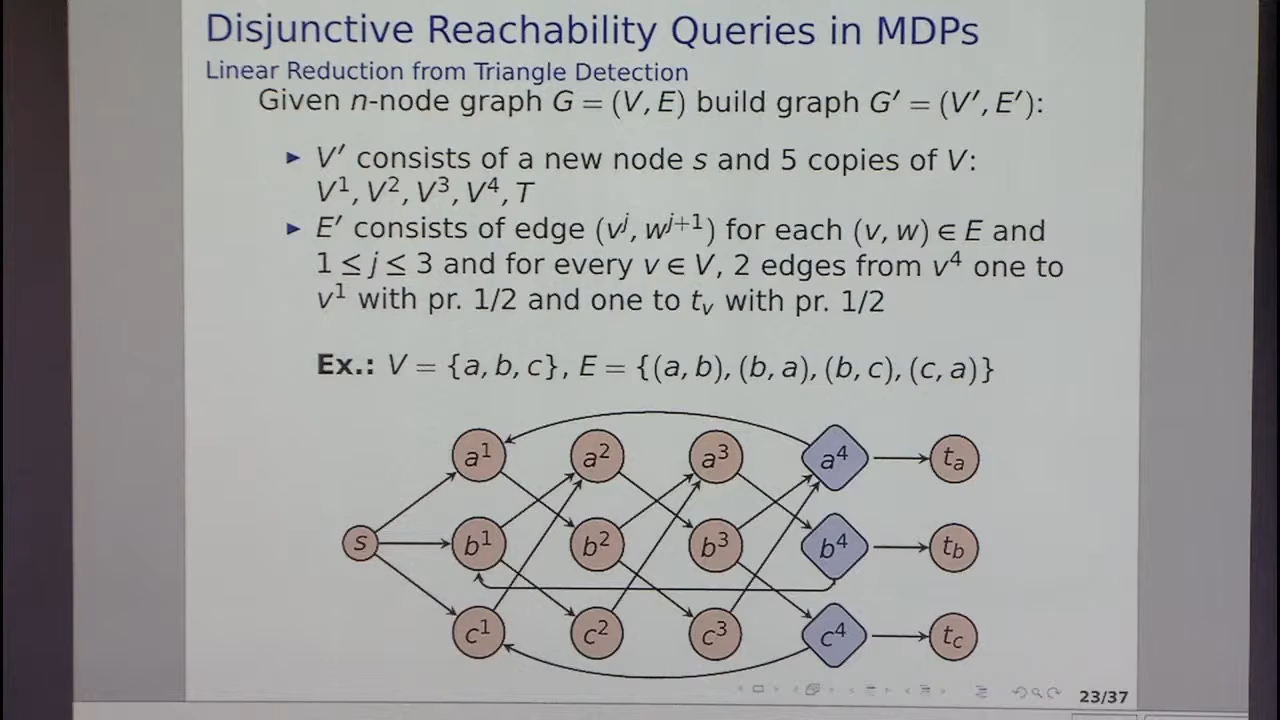 Disjunctive Reachability Queries in MDPs
Linear Reduction from Triangle Detection
Given n-node graph G = (V, E) build graph G′ = (V′, E′):
▸ V′ consists of a new node s and 5 copies of V:
V¹, V², V³, V⁴, T
▸ E′ consists of edge (vʲ, wʲ⁺¹) for each (v, w) ∈ E and
1 ≤ j ≤ 3 and for every v ∈ V, 2 edges from v⁴ one to
v¹ with pr. 1/2 and one to tᵥ with pr. 1/2
Ex.: V = {a, b, c}, E = {(a, b), (b, a), (b, c), (c, a)}
a¹ a² a³ a⁴ tₐ
s b¹ b² b³ b⁴ t_b
c¹ c² c³ c⁴ t_c
23/37